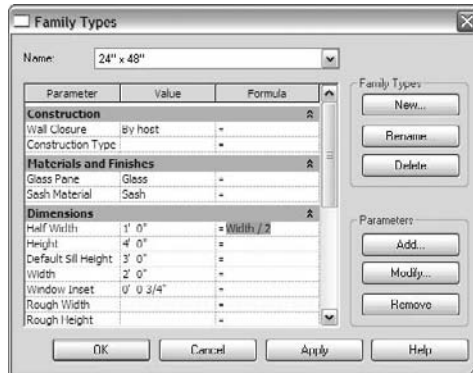 Family Types
Name: 24" x 48"
Parameter Value Formula
Construction
Wall Closure By host =
Construction Type =
Materials and Finishes
Glass Pane Glass =
Sash Material Sash =
Dimensions
Half Width 1' 0" = Width / 2
Height 4' 0" =
Default Sill Height 3' 0" =
Width 2' 0" =
Window Inset 0' 0 3/4" =
Rough Width =
Rough Height =
Family Types
New...
Rename
Delete
Parameters
Add...
Modify...
Remove
OK Cancel Apply Help